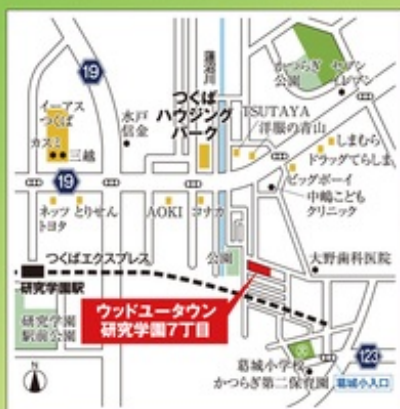 かつらぎ
公園
セブン
イレブン
蓮沼川
19
イーアス
つくば
カスミ
三越
水戸
信金
つくば
ハウジング
パーク
TSUTAYA
洋服の青山
しまむら
ドラッグてらしま
ビッグボーイ
中嶋こども
クリニック
19
ネッツ
トヨタ
とりせん
AOKI
コナカ
つくばエクスプレス
公園
大野歯科医院
研究学園駅
研究学園
駅前公園
ウッドユータウン
研究学園7丁目
葛城小学校
かつらぎ第二保育園
123
葛城小入口
N